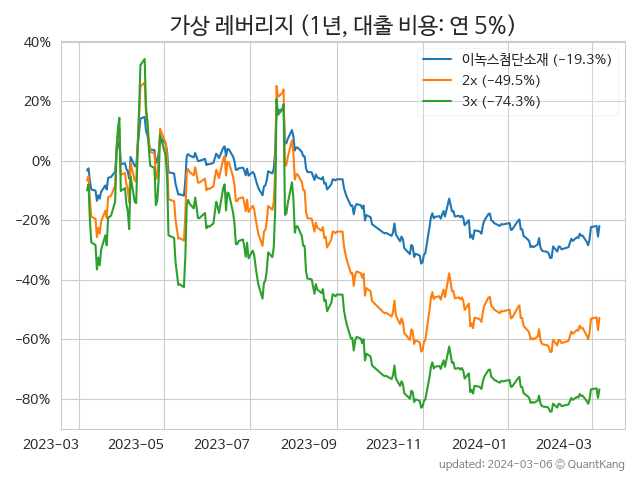 가상 레버리지 (1년, 대출 비용: 연 5%)
40%
20%
0%
−20%
−40%
−60%
−80%
이녹스첨단소재 (−19.3%)
2x (−49.5%)
3x (−74.3%)
2023-03 2023-05 2023-07 2023-09 2023-11 2024-01 2024-03
updated: 2024-03-06 ⓒ QuantKang